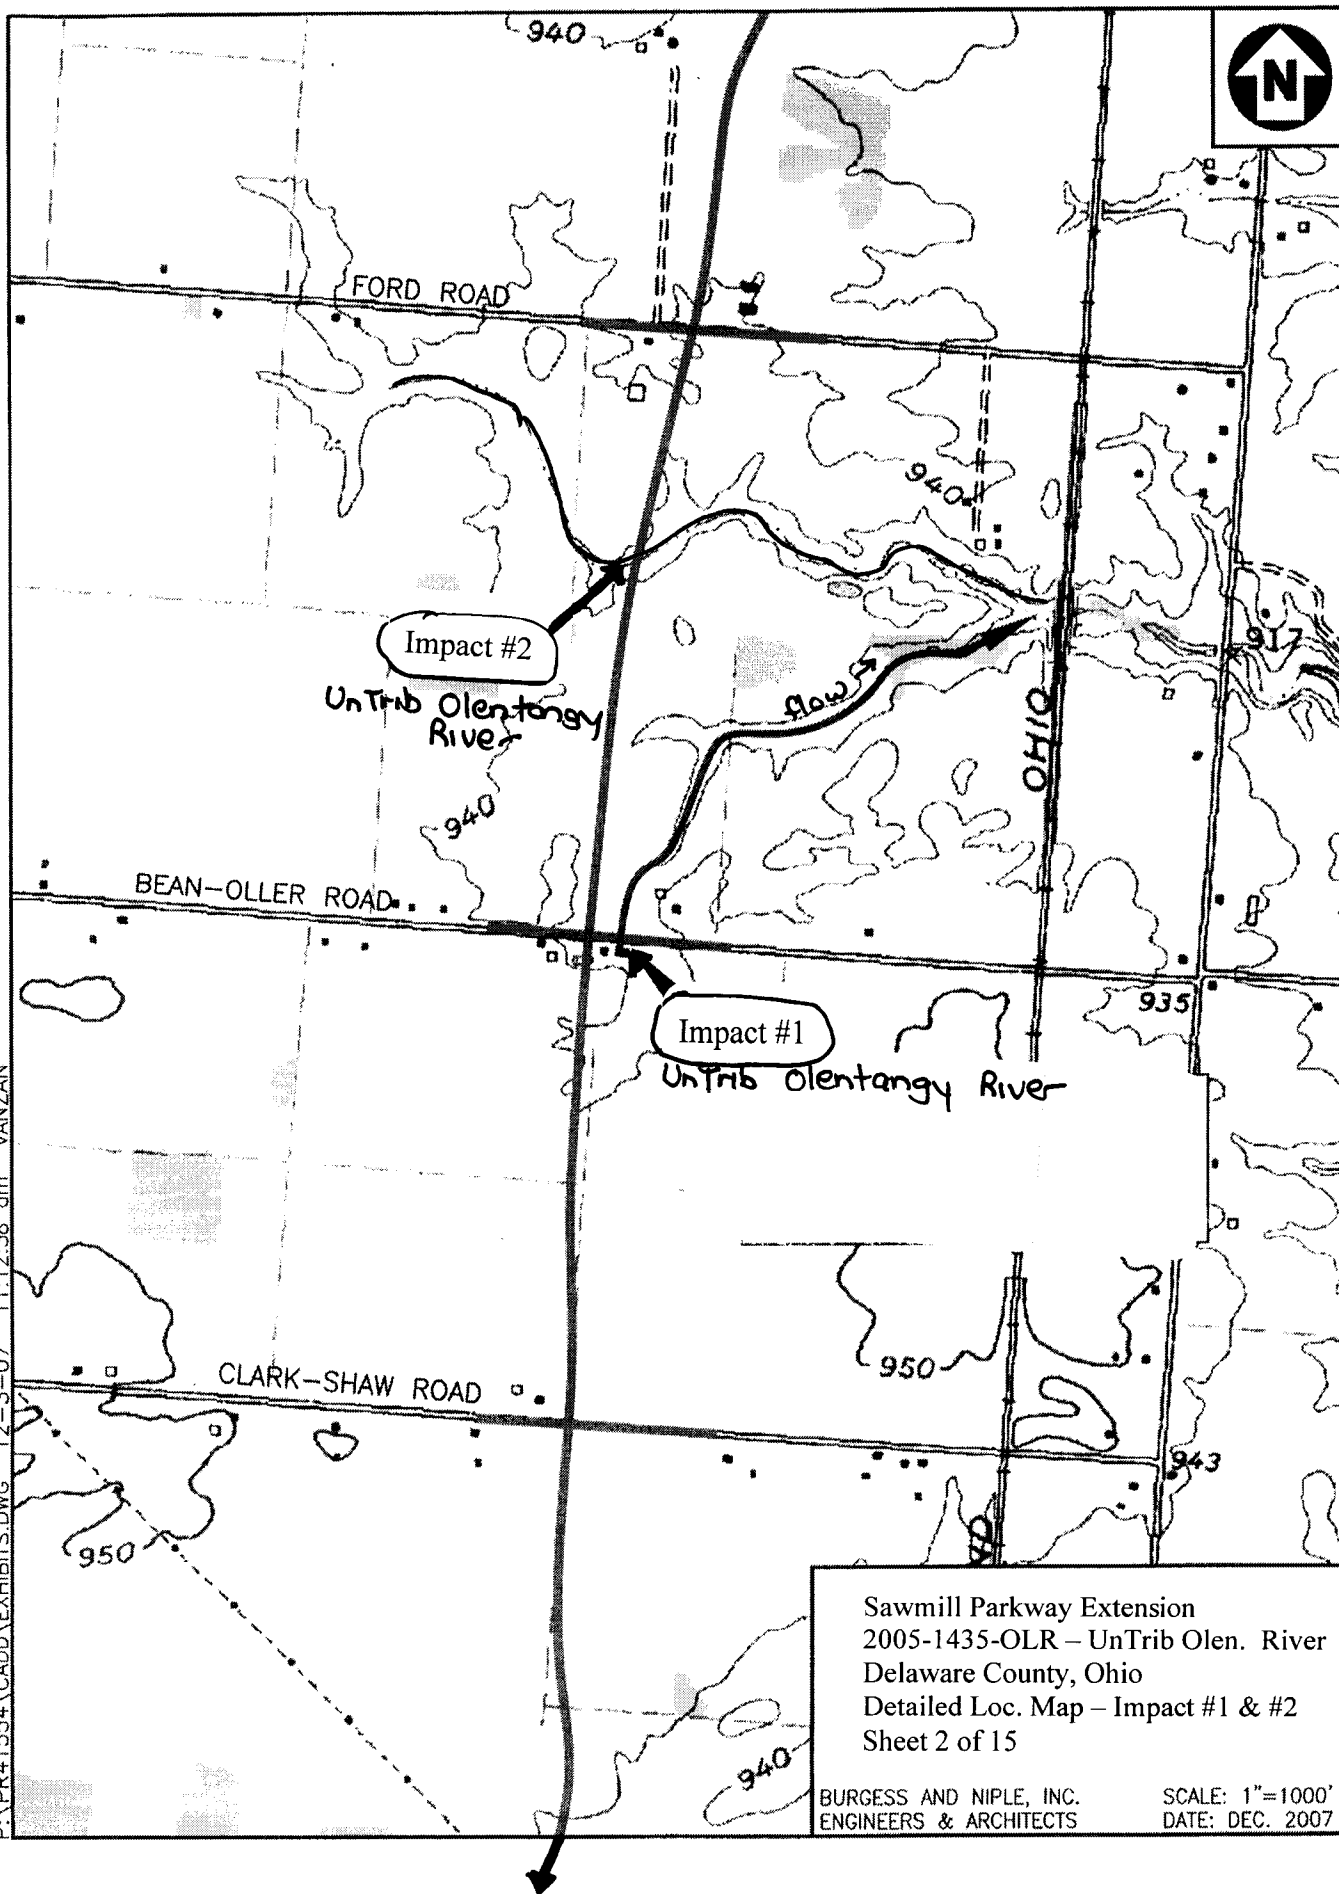 940
N
FORD ROAD
940
Impact #2
UnTrib Olentangy
River
flow
917
OHIO
940
BEAN-OLLER ROAD
935
Impact #1
UnTrib Olentangy River
950
CLARK-SHAW ROAD
943
950
940
Sawmill Parkway Extension
2005-1435-OLR – UnTrib Olen. River
Delaware County, Ohio
Detailed Loc. Map – Impact #1 & #2
Sheet 2 of 15
BURGESS AND NIPLE, INC.
ENGINEERS & ARCHITECTS
SCALE: 1"=1000'
DATE: DEC. 2007